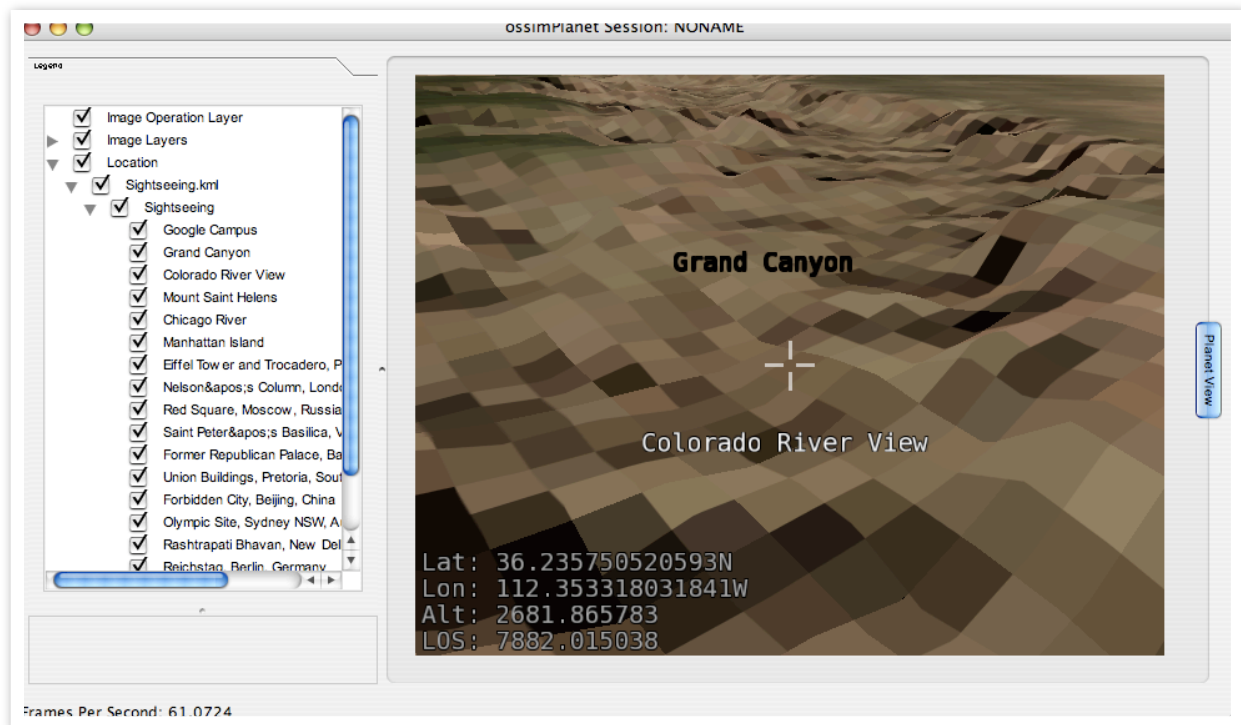 ossimPlanet Session: NONAME
Legend
Image Operation Layer
Image Layers
Location
Sightseeing.kml
Sightseeing
Google Campus
Grand Canyon
Colorado River View
Mount Saint Helens
Chicago River
Manhattan Island
Eiffel Tower and Trocadero, P
Nelson&apos;s Column, Londo
Red Square, Moscow, Russia
Saint Peter&apos;s Basilica, V
Former Republican Palace, Ba
Union Buildings, Pretoria, Sout
Forbidden City, Beijing, China
Olympic Site, Sydney NSW, A
Rashtrapati Bhavan, New Del
Reichstag, Berlin, Germany
Grand Canyon
Colorado River View
Lat: 36.235750520593N
Lon: 112.353318031841W
Alt: 2681.865783
LOS: 7882.015038
Planet View
Frames Per Second: 61.0724